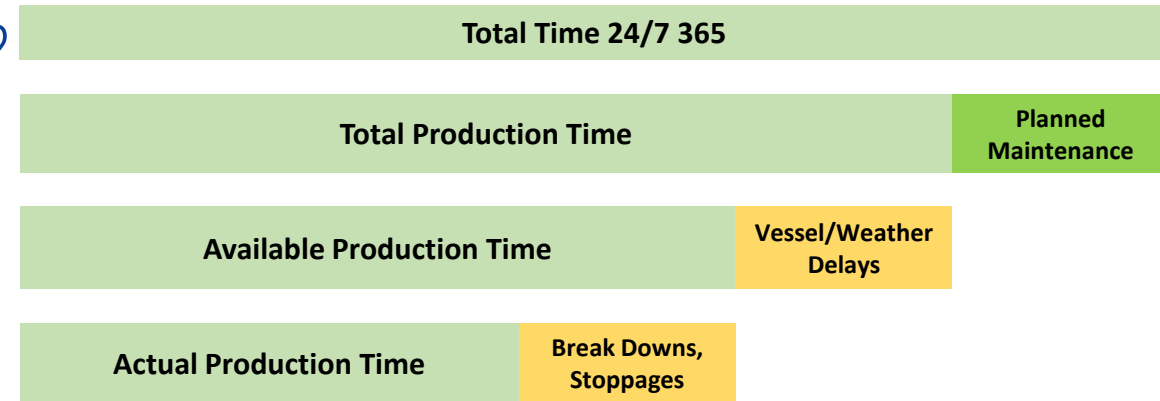 Total Time 24/7 365
Total Production Time
Planned
Maintenance
Available Production Time
Vessel/Weather
Delays
Actual Production Time
Break Downs,
Stoppages